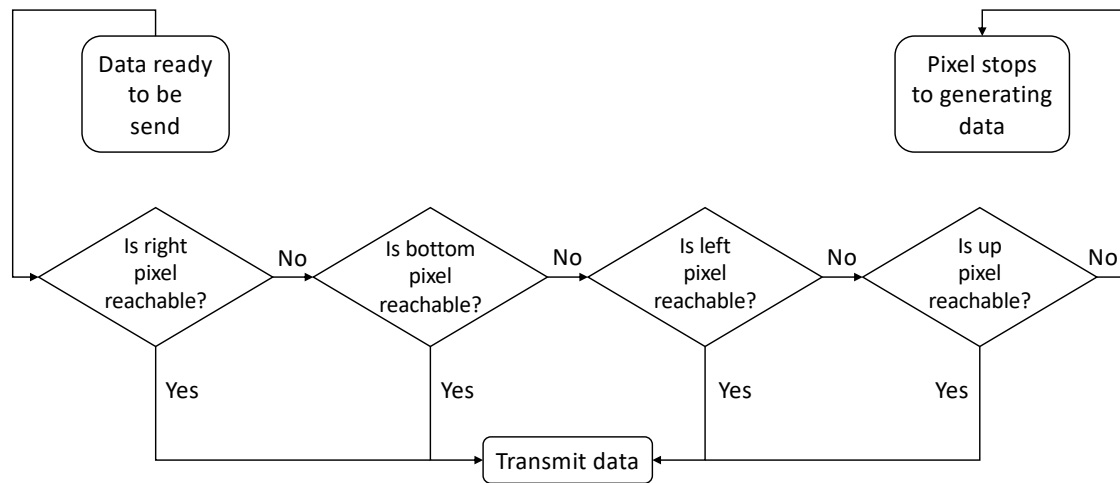 Data ready
to be
send
Pixel stops
to generating
data
Is right
pixel
reachable?
No
Is bottom
pixel
reachable?
No
Is left
pixel
reachable?
No
Is up
pixel
reachable?
No
Yes
Yes
Yes
Yes
Transmit data